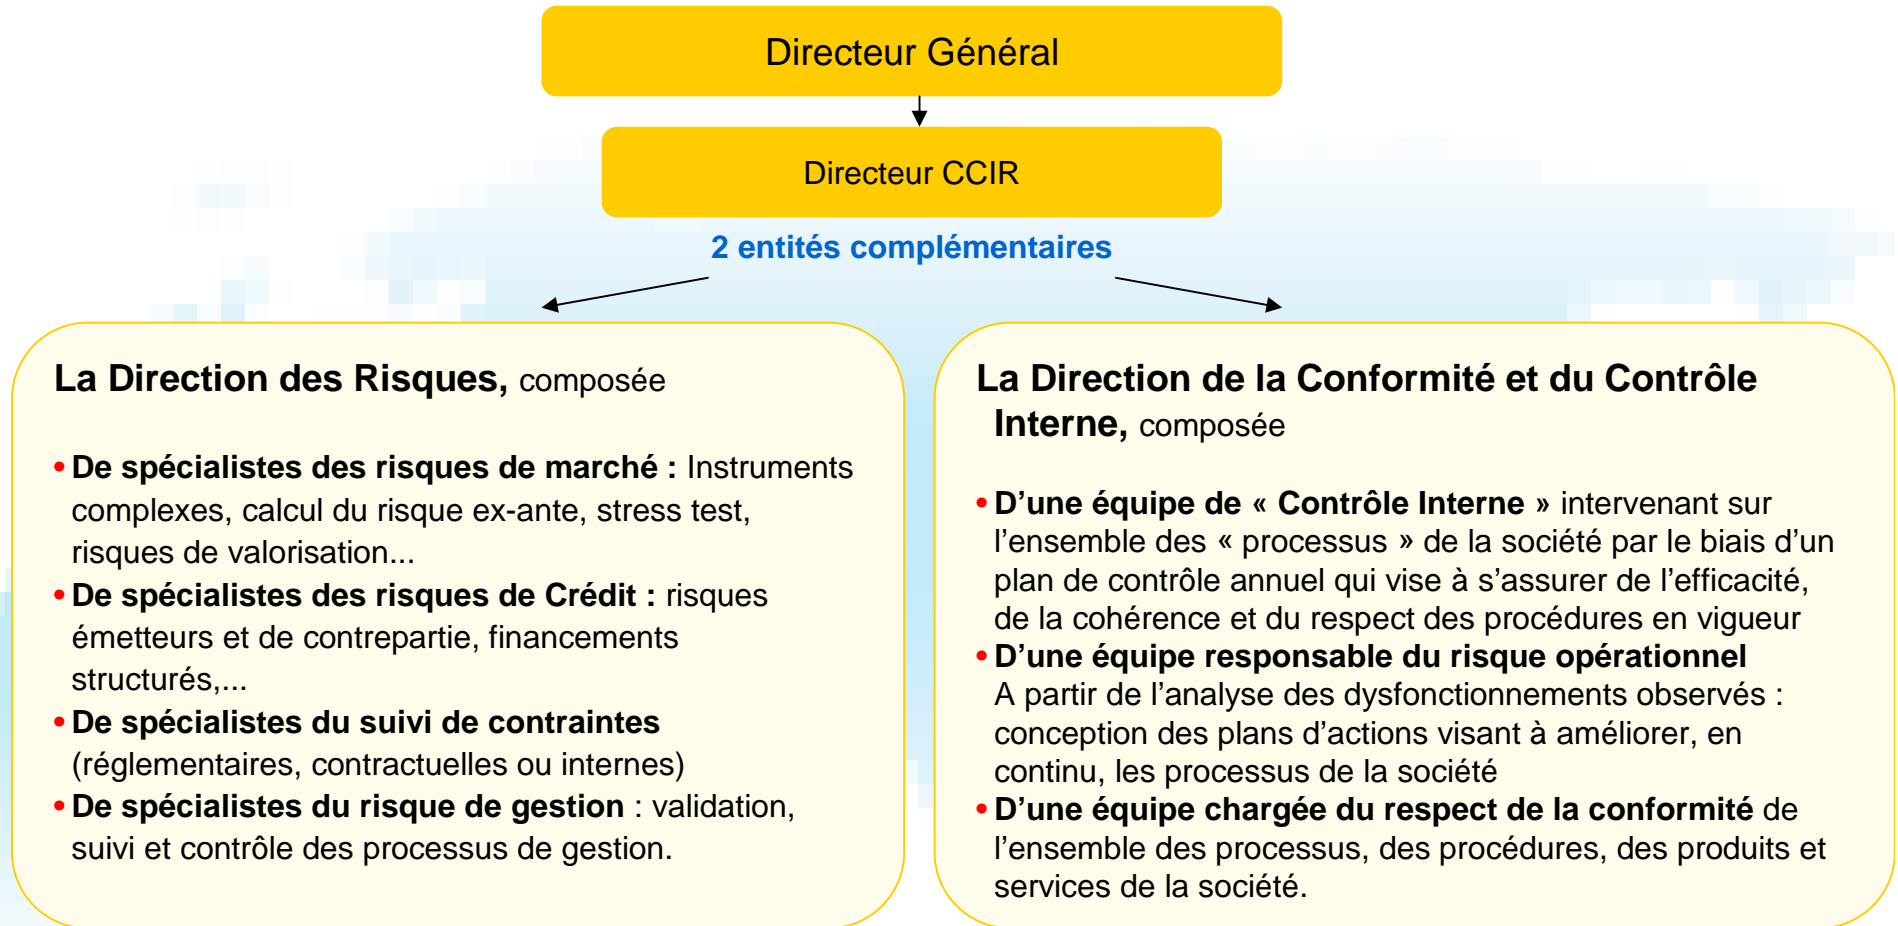 Directeur Général
Directeur CCIR
2 entités complémentaires
La Direction des Risques, composée
• De spécialistes des risques de marché : Instruments
complexes, calcul du risque ex-ante, stress test,
risques de valorisation...
• De spécialistes des risques de Crédit : risques
émetteurs et de contrepartie, financements
structurés,...
• De spécialistes du suivi de contraintes
(réglementaires, contractuelles ou internes)
• De spécialistes du risque de gestion : validation,
suivi et contrôle des processus de gestion.
La Direction de la Conformité et du Contrôle
Interne, composée
• D’une équipe de « Contrôle Interne » intervenant sur
l’ensemble des « processus » de la société par le biais d’un
plan de contrôle annuel qui vise à s’assurer de l’efficacité,
de la cohérence et du respect des procédures en vigueur
• D’une équipe responsable du risque opérationnel
A partir de l’analyse des dysfonctionnements observés :
conception des plans d’actions visant à améliorer, en
continu, les processus de la société
• D’une équipe chargée du respect de la conformité de
l’ensemble des processus, des procédures, des produits et
services de la société.